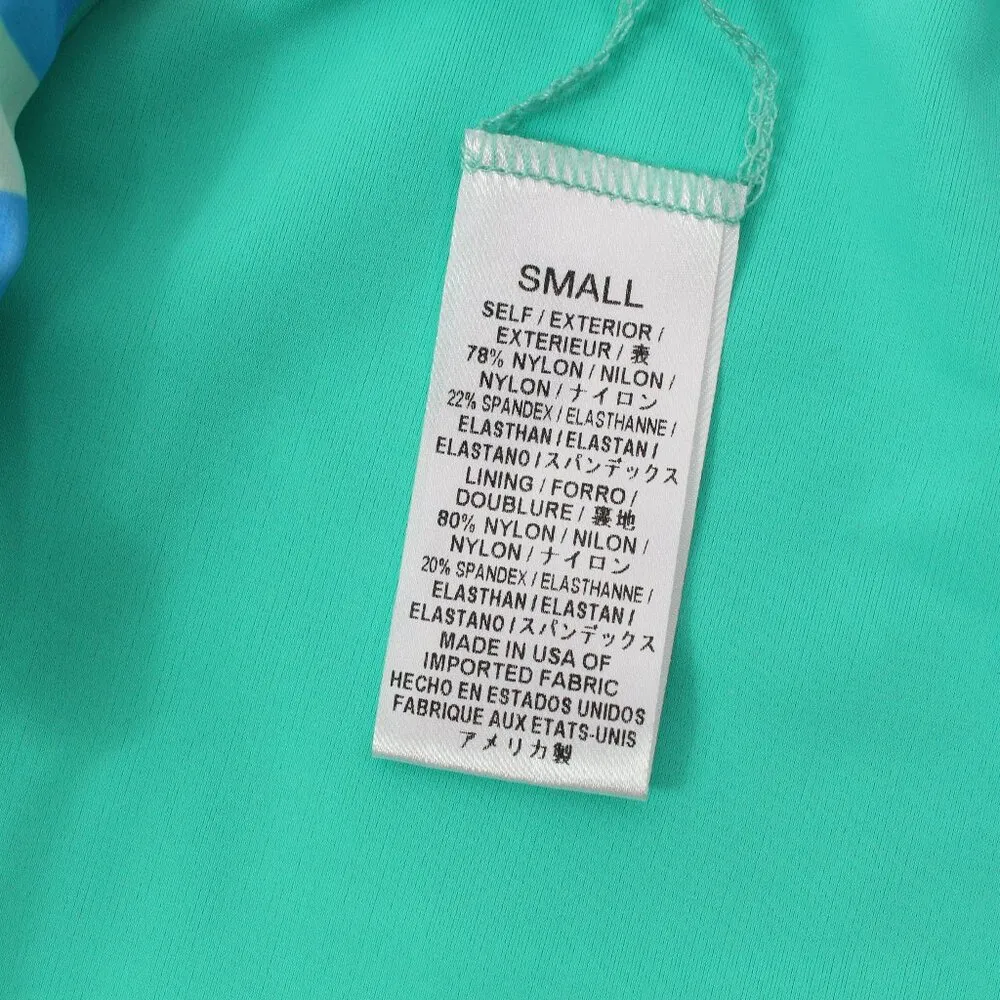 SMALL
SELF / EXTERIOR /
EXTERIEUR / 表
78% NYLON / NILON /
NYLON / ナイロン
22% SPANDEX / ELASTHANNE /
ELASTHAN / ELASTAN /
ELASTANO / スパンデックス
LINING / FORRO /
DOUBLURE / 裏地
80% NYLON / NILON /
NYLON / ナイロン
20% SPANDEX / ELASTHANNE /
ELASTHAN / ELASTAN /
ELASTANO / スパンデックス
MADE IN USA OF
IMPORTED FABRIC
HECHO EN ESTADOS UNIDOS
FABRIQUE AUX ETATS-UNIS
アメリカ製